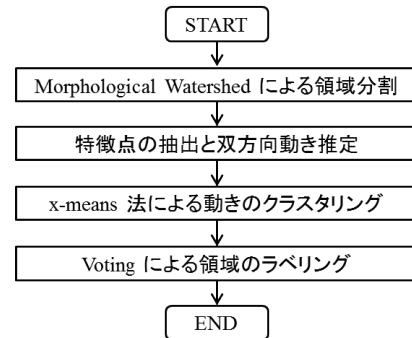 START
Morphological Watershed による領域分割
特徴点の抽出と双方向動き推定
x-means 法による動きのクラスタリング
Voting による領域のラベリング
END